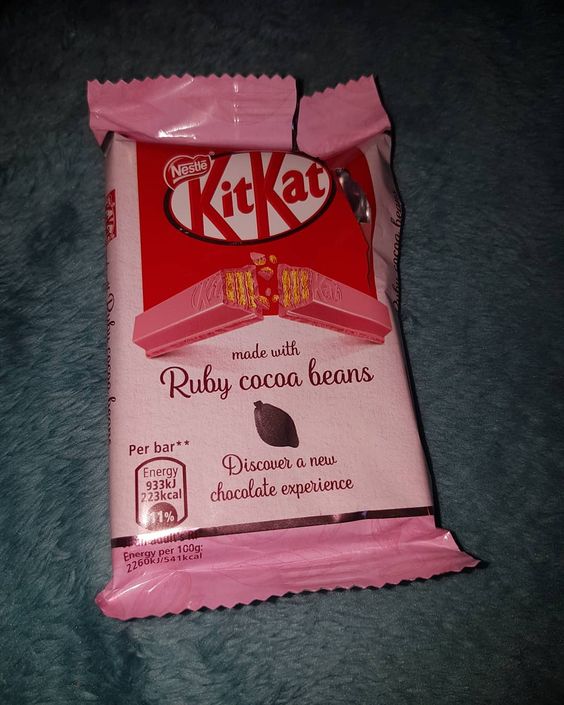 Nestlé
KitKat
made with
Ruby cocoa beans
Discover a new
chocolate experience
Per bar**
Energy
933kJ
223kcal
11%
Energy per 100g:
2260kJ/541kcal